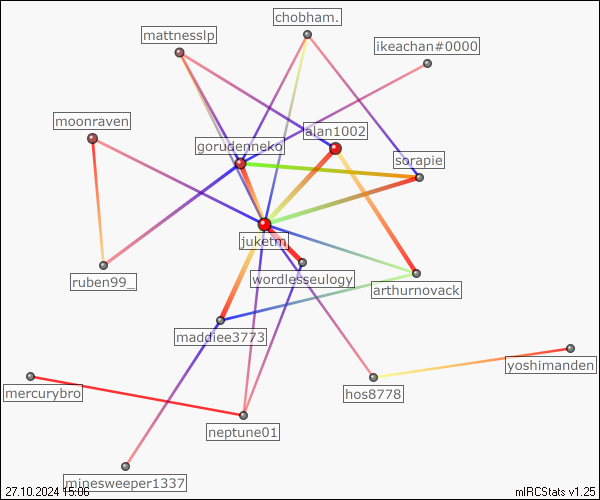 chobham.
mattnesslp
ikeachan#0000
moonraven
alan1002
gorudenneko
sorapie
juketm
wordlesseulogy
ruben99_
arthurnovack
maddiee3773
yoshimanden
mercurybro
hos8778
neptune01
minesweeper1337
27.10.2024 15:06
mIRCStats v1.25